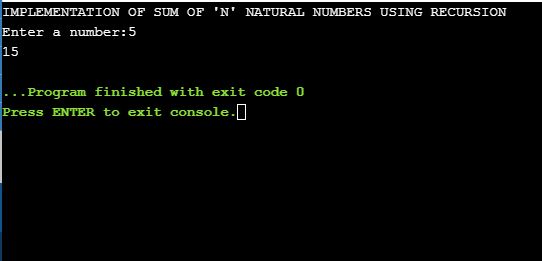 IMPLEMENTATION OF SUM OF 'N' NATURAL NUMBERS USING RECURSION
Enter a number:5
15
...Program finished with exit code 0
Press ENTER to exit console.